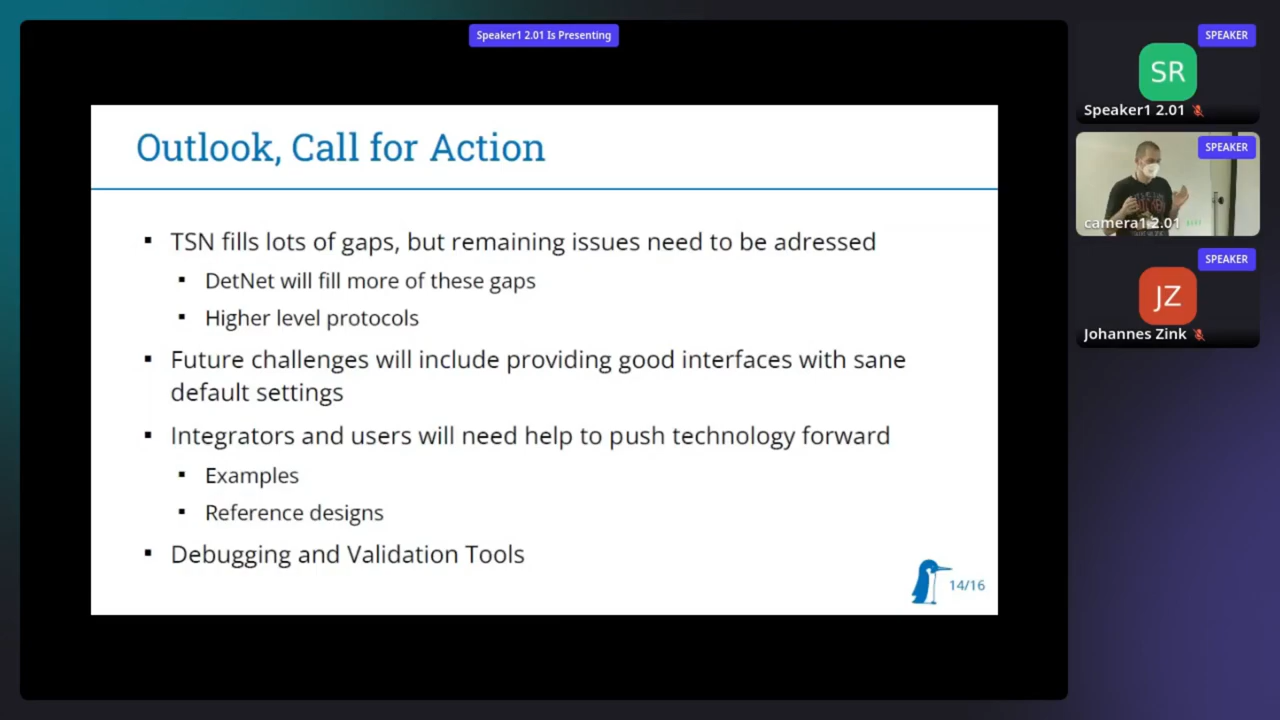 Speaker1 2.01 Is Presenting
Outlook, Call for Action
TSN fills lots of gaps, but remaining issues need to be adressed
DetNet will fill more of these gaps
Higher level protocols
Future challenges will include providing good interfaces with sane
default settings
Integrators and users will need help to push technology forward
Examples
Reference designs
Debugging and Validation Tools
14/16
SPEAKER
SR
Speaker1 2.01
SPEAKER
camera1 2.01
SPEAKER
JZ
Johannes Zink